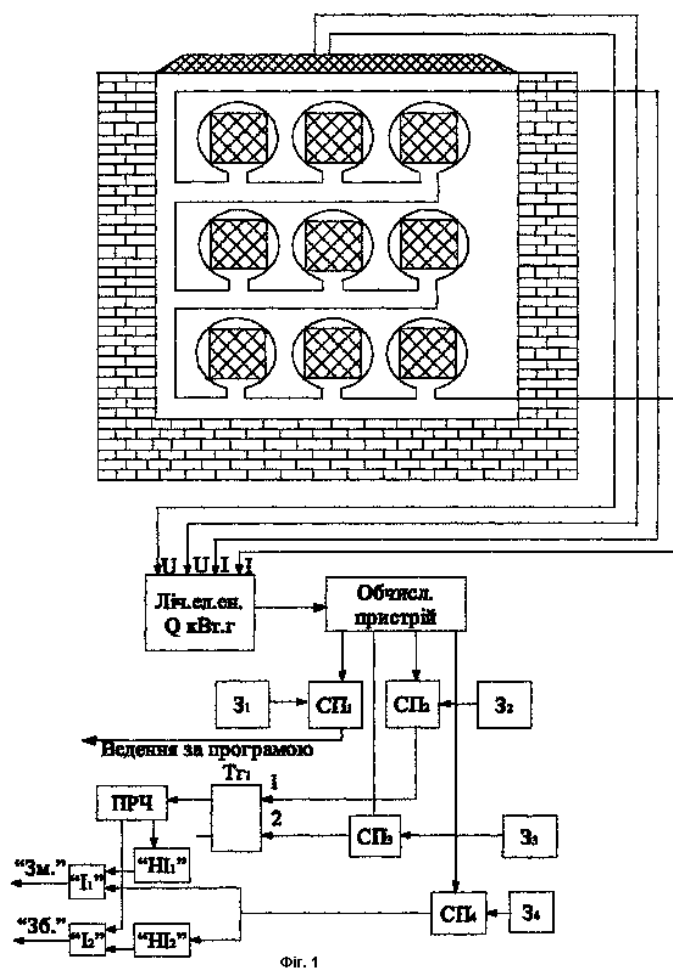 U U I I
Ліч.ел.ен.
Q кВт.г
Обчисл.
пристрій
З₁ СП₁ СП₂ З₂
Ведення за програмою
Тг₁ 1
ПРЧ
2
СП₃ З₃
"Зм." "І₁" "НІ₁"
СП₄ З₄
"Зб." "І₂" "НІ₂"
Фіг. 1